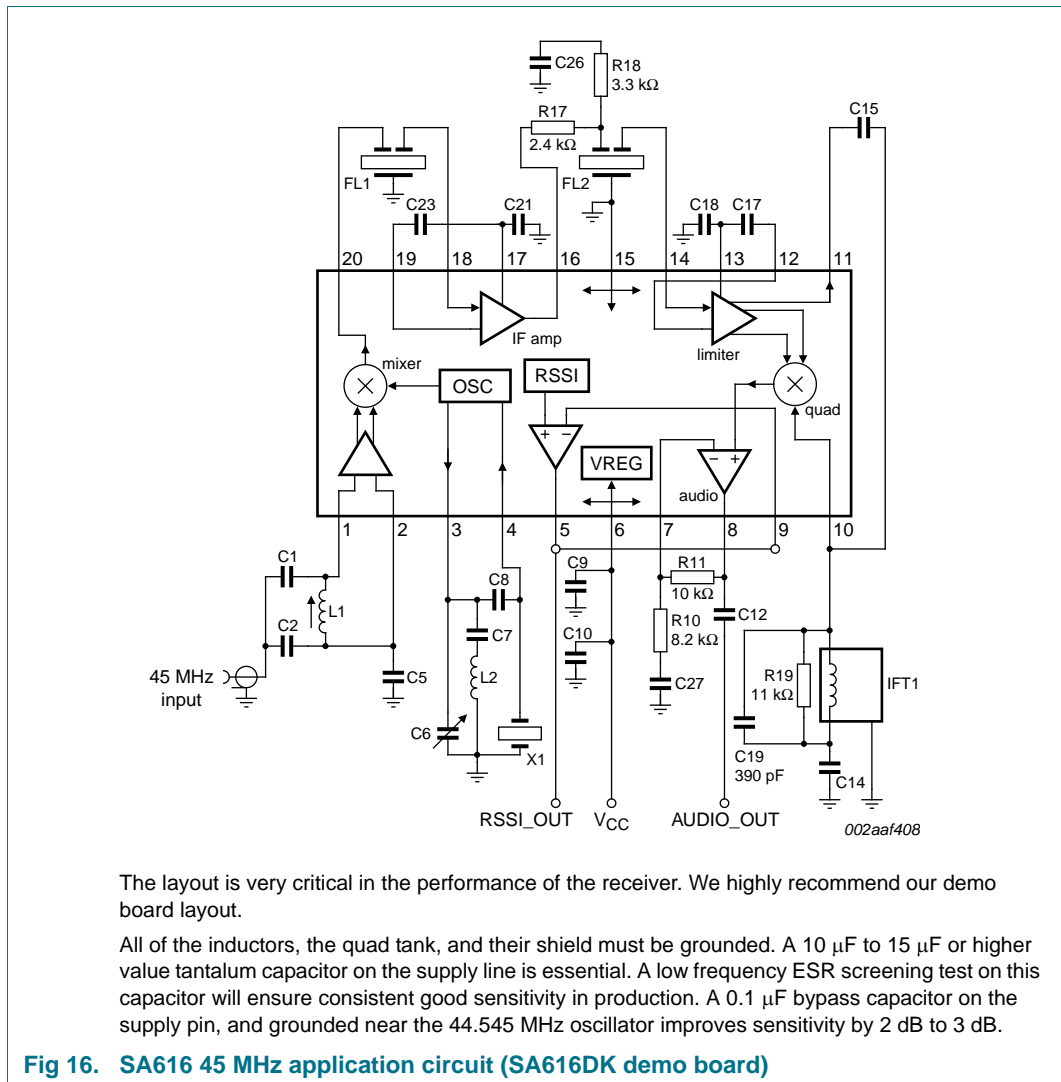 C26
R18
3.3 kΩ
R17
2.4 kΩ
C15
FL1
FL2
C23
C21
C18
C17
20 19 18 17 16 15 14 13 12 11
IF amp
limiter
mixer
OSC
RSSI
quad
+ −
VREG
− +
audio
1 2 3 4 5 6 7 8 9 10
C1
L1
C2
C5
45 MHz
input
C8
C7
L2
C6
X1
C9
C10
R11
10 kΩ
R10
8.2 kΩ
C12
C27
R19
11 kΩ
IFT1
C19
390 pF
C14
RSSI_OUT VCC AUDIO_OUT
002aaf408
The layout is very critical in the performance of the receiver. We highly recommend our demo
board layout.
All of the inductors, the quad tank, and their shield must be grounded. A 10 μF to 15 μF or higher
value tantalum capacitor on the supply line is essential. A low frequency ESR screening test on this
capacitor will ensure consistent good sensitivity in production. A 0.1 μF bypass capacitor on the
supply pin, and grounded near the 44.545 MHz oscillator improves sensitivity by 2 dB to 3 dB.
Fig 16. SA616 45 MHz application circuit (SA616DK demo board)